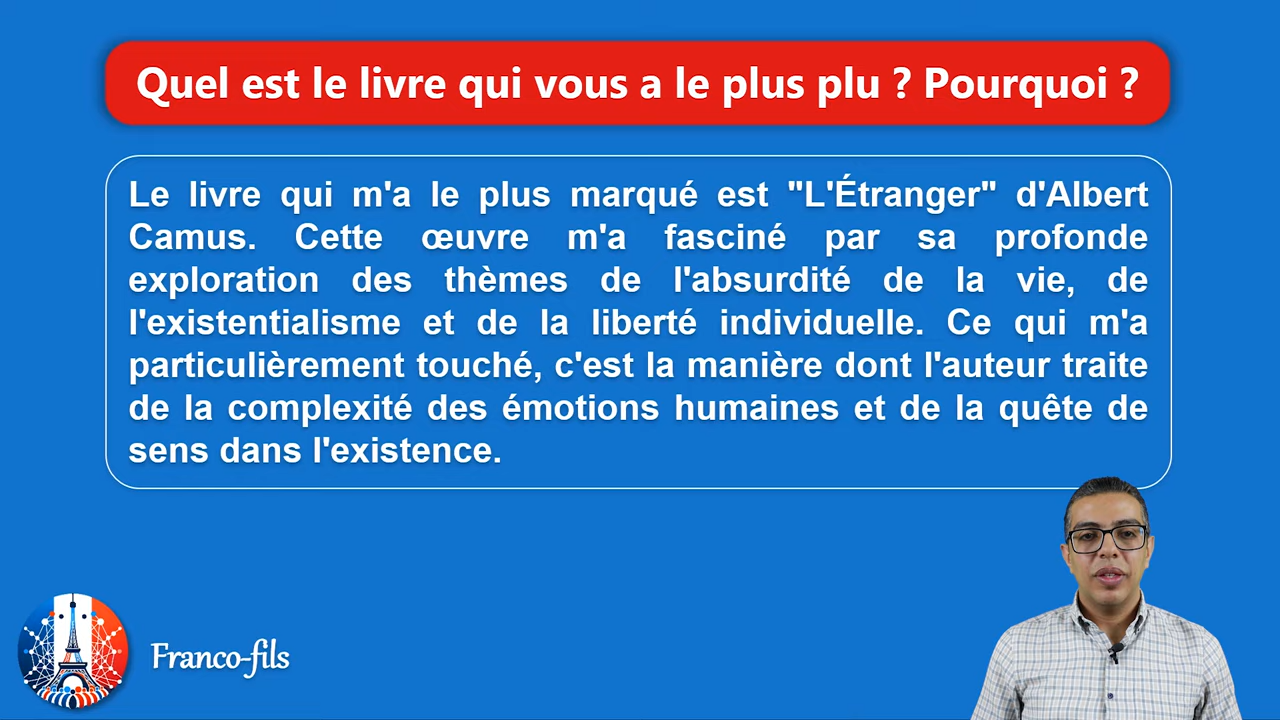 Quel est le livre qui vous a le plus plu ? Pourquoi ?
Le livre qui m'a le plus marqué est "L'Étranger" d'Albert
Camus. Cette œuvre m'a fasciné par sa profonde
exploration des thèmes de l'absurdité de la vie, de
l'existentialisme et de la liberté individuelle. Ce qui m'a
particulièrement touché, c'est la manière dont l'auteur traite
de la complexité des émotions humaines et de la quête de
sens dans l'existence.
Franco-fils